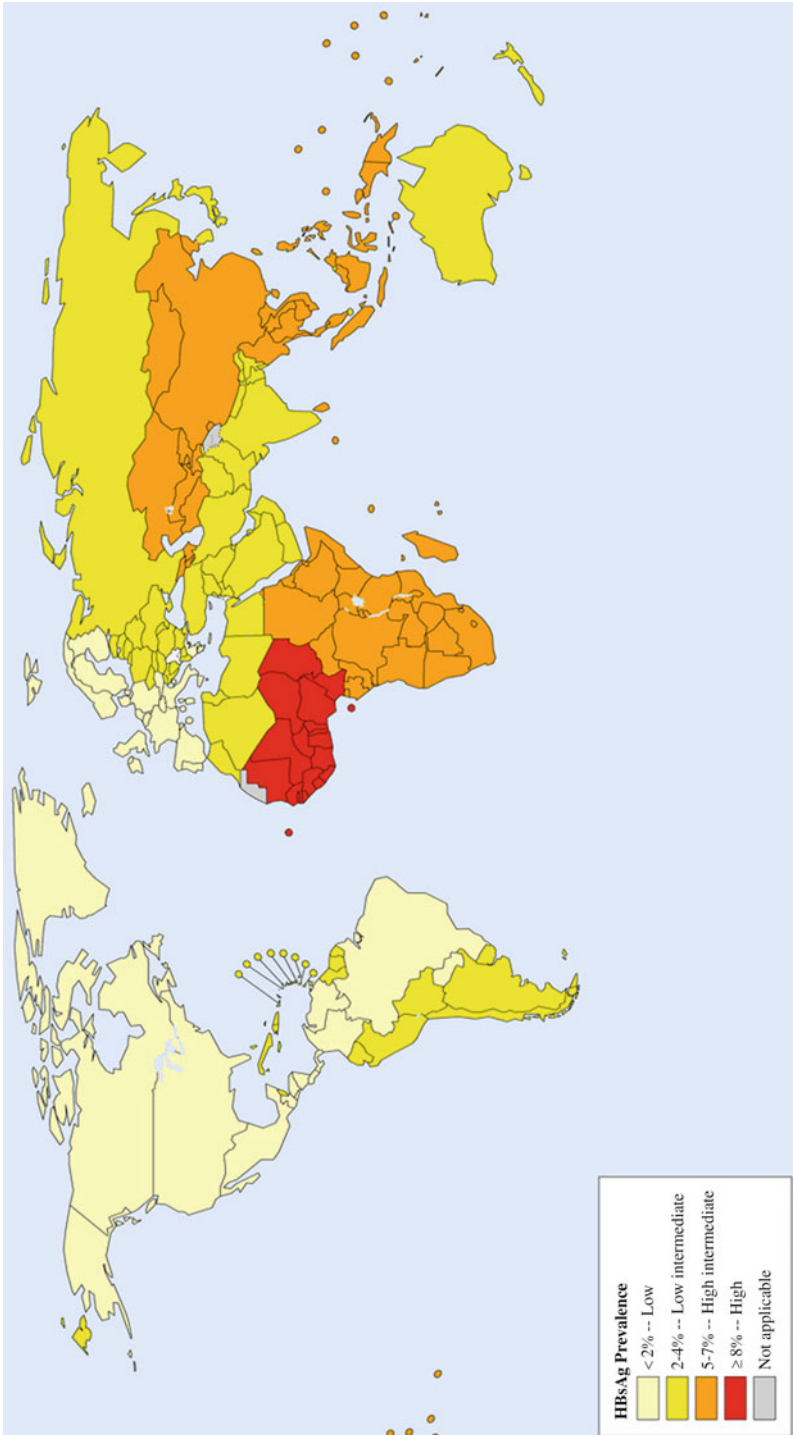 HBsAg Prevalence
< 2% -- Low
2-4% -- Low intermediate
5-7% -- High intermediate
≥ 8% -- High
Not applicable